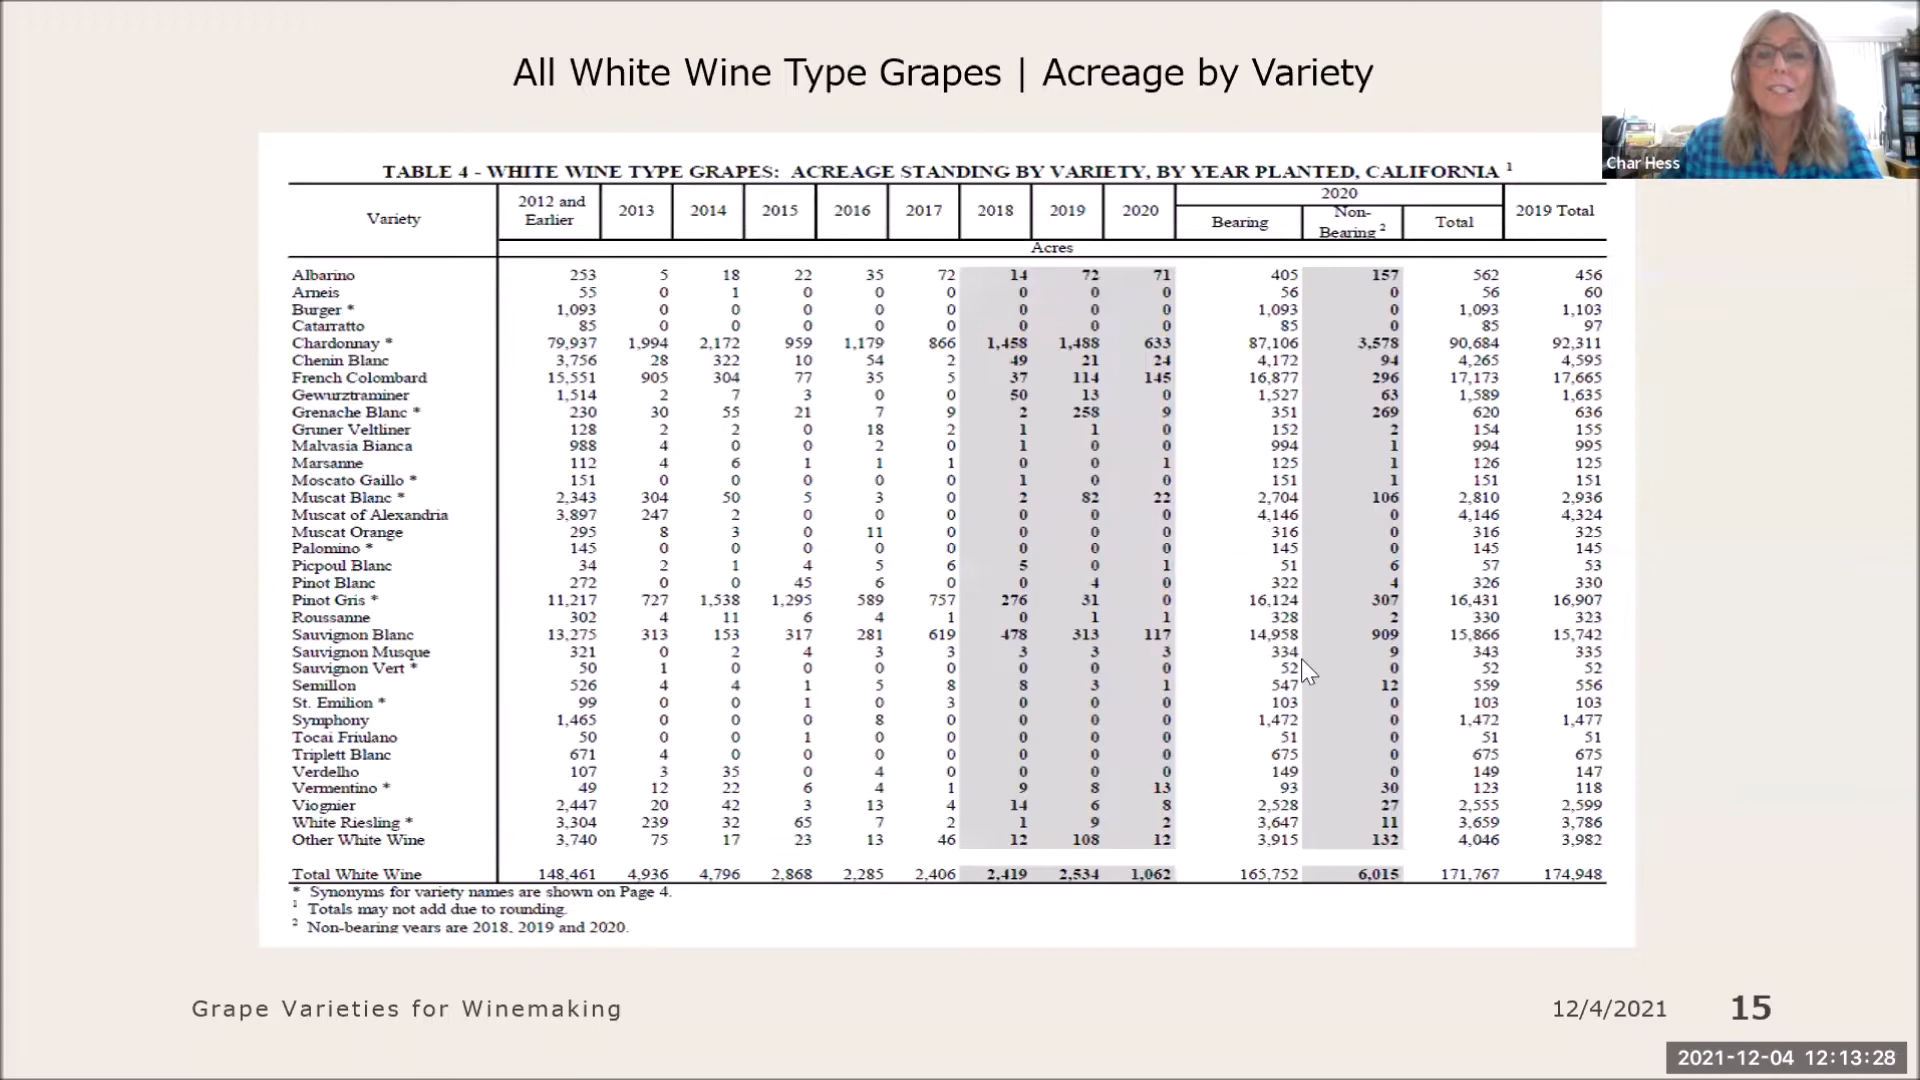 All White Wine Type Grapes | Acreage by Variety
Char Hess
TABLE 4 - WHITE WINE TYPE GRAPES: ACREAGE STANDING BY VARIETY, BY YEAR PLANTED, CALIFORNIA 1
Variety 2012 and Earlier 2013 2014 2015 2016 2017 2018 2019 2020 2020 Bearing Non-Bearing 2 Total 2019 Total
Acres
Albarino 253 5 18 22 35 72 14 72 71 405 157 562 456
Arneis 55 0 1 0 0 0 0 0 0 56 0 56 60
Burger * 1,093 0 0 0 0 0 0 0 0 1,093 0 1,093 1,103
Catarratto 85 0 0 0 0 0 0 0 0 85 0 85 97
Chardonnay * 79,937 1,994 2,172 959 1,179 866 1,458 1,488 633 87,106 3,578 90,684 92,311
Chenin Blanc 3,756 28 322 10 54 2 49 21 24 4,172 94 4,265 4,595
French Colombard 15,551 905 304 77 35 5 37 114 145 16,877 296 17,173 17,665
Gewurztraminer 1,514 2 7 3 0 0 50 13 0 1,527 63 1,589 1,635
Grenache Blanc * 230 30 55 21 7 9 2 258 9 351 269 620 636
Gruner Veltliner 128 2 2 0 18 2 1 1 0 152 2 154 155
Malvasia Bianca 988 4 0 0 2 0 1 0 0 994 1 994 995
Marsanne 112 4 6 1 1 1 0 0 1 125 1 126 125
Moscato Gaillo * 151 0 0 0 0 0 1 0 0 151 1 151 151
Muscat Blanc * 2,343 304 50 5 3 0 2 82 22 2,704 106 2,810 2,936
Muscat of Alexandria 3,897 247 2 0 0 0 0 0 0 4,146 0 4,146 4,324
Muscat Orange 295 8 3 0 11 0 0 0 0 316 0 316 325
Palomino * 145 0 0 0 0 0 0 0 0 145 0 145 145
Picpoul Blanc 34 2 1 4 5 6 5 0 1 51 6 57 53
Pinot Blanc 272 0 0 45 6 0 0 4 0 322 4 326 330
Pinot Gris * 11,217 727 1,538 1,295 589 757 276 31 0 16,124 307 16,431 16,907
Roussanne 302 4 11 6 4 1 0 1 1 328 2 330 323
Sauvignon Blanc 13,275 313 153 317 281 619 478 313 117 14,958 909 15,866 15,742
Sauvignon Musque 321 0 2 4 3 3 3 3 3 334 9 343 335
Sauvignon Vert * 50 1 0 0 0 0 0 0 0 52 0 52 52
Semillon 526 4 4 1 5 8 8 3 1 547 12 559 556
St. Emilion * 99 0 0 1 0 3 0 0 0 103 0 103 103
Symphony 1,465 0 0 0 8 0 0 0 0 1,472 0 1,472 1,477
Tocai Friulano 50 0 0 1 0 0 0 0 0 51 0 51 51
Triplett Blanc 671 4 0 0 0 0 0 0 0 675 0 675 675
Verdelho 107 3 35 0 4 0 0 0 0 149 0 149 147
Vermentino * 49 12 22 6 4 1 9 8 13 93 30 123 118
Viognier 2,447 20 42 3 13 4 14 6 8 2,528 27 2,555 2,599
White Riesling * 3,304 239 32 65 7 2 1 9 2 3,647 11 3,659 3,786
Other White Wine 3,740 75 17 23 13 46 12 108 12 3,915 132 4,046 3,982
Total White Wine 148,461 4,936 4,796 2,868 2,285 2,406 2,419 2,534 1,062 165,752 6,015 171,767 174,948
* Synonyms for variety names are shown on Page 4.
1 Totals may not add due to rounding.
2 Non-bearing years are 2018, 2019 and 2020.
Grape Varieties for Winemaking
12/4/2021 15
2021-12-04 12:13:28